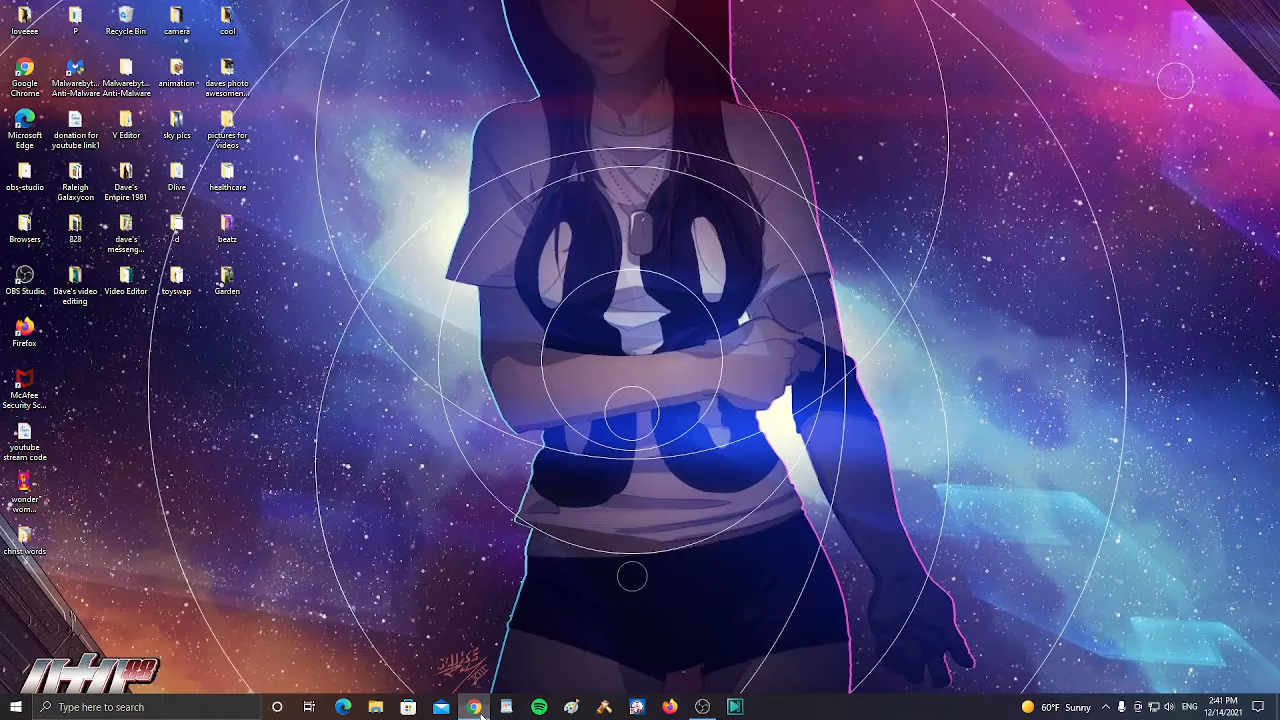 loveeee
P
Recycle Bin
camera
cool
Google Chrome
Malwareby... Anti-Malware
Malwareby... Anti-Malware
animation
daves photo awesomen...
Microsoft Edge
donation for youtube link1
V Editor
sky pics
pictures for videos
obs-studio
Raleigh Galaxycon
Dave's Empire 1981
Dlive
healthcare
Browsers
828
dave's messeng...
d
beatz
OBS Studio
Dave's video editing
Video Editor
toyswap
Garden
Firefox
McAfee Security Sc...
youtube stream code
wonder wom...
christ words
Type here to search
60°F Sunny
ENG
2:41 PM
12/14/2021